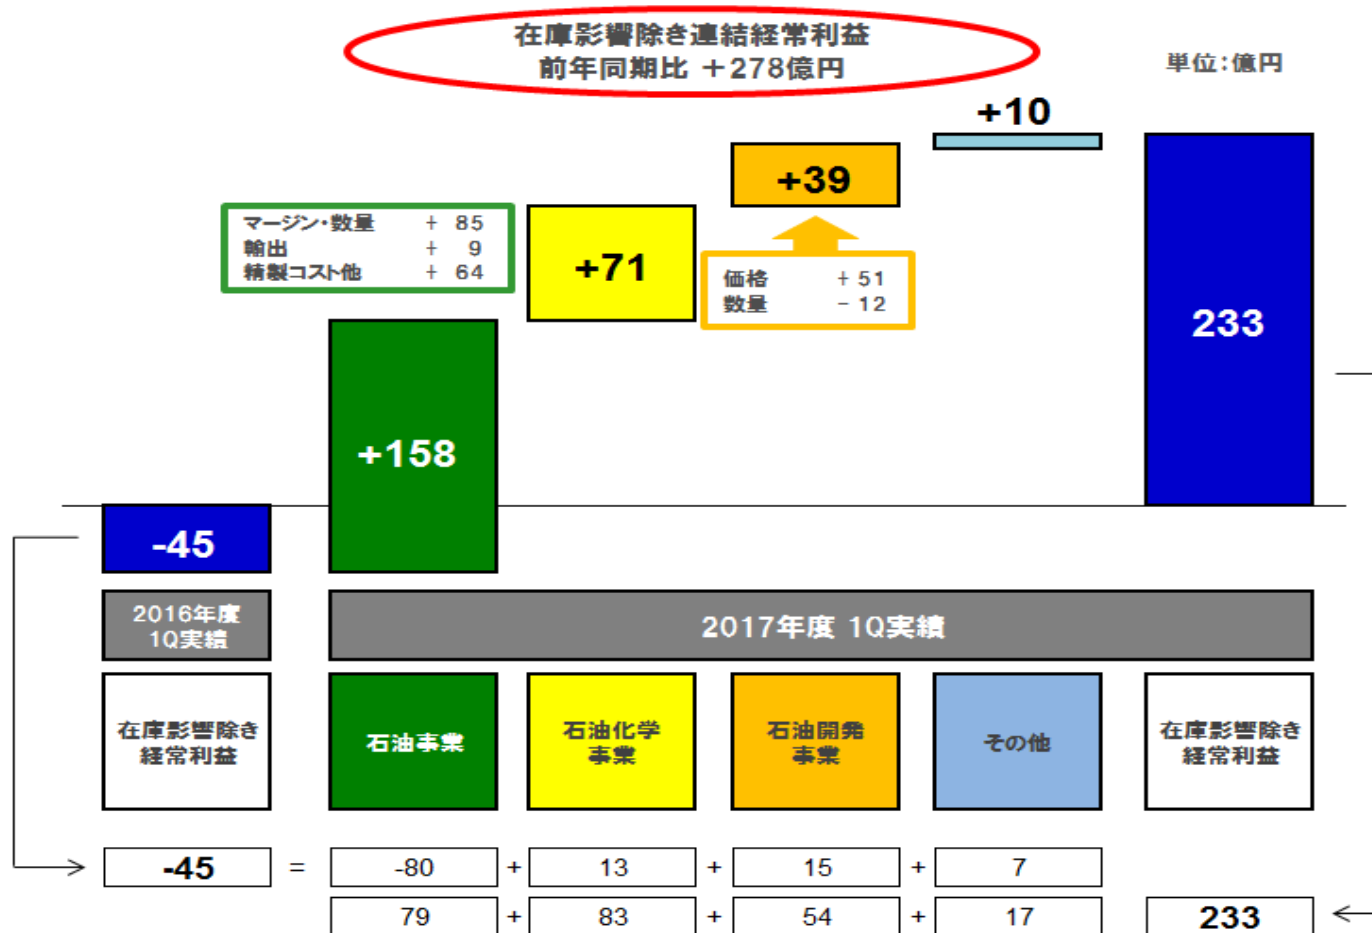 在庫影響除き連結経常利益
前年同期比 +278億円
単位:億円
+10
+39
マージン・数量 + 85
輸出 + 9
精製コスト他 + 64
+71
価格 + 51
数量 - 12
233
+158
-45
2016年度
1Q実績
2017年度 1Q実績
在庫影響除き
経常利益
石油事業
石油化学
事業
石油開発
事業
その他
在庫影響除き
経常利益
-45 = -80 + 13 + 15 + 7
79 + 83 + 54 + 17 233